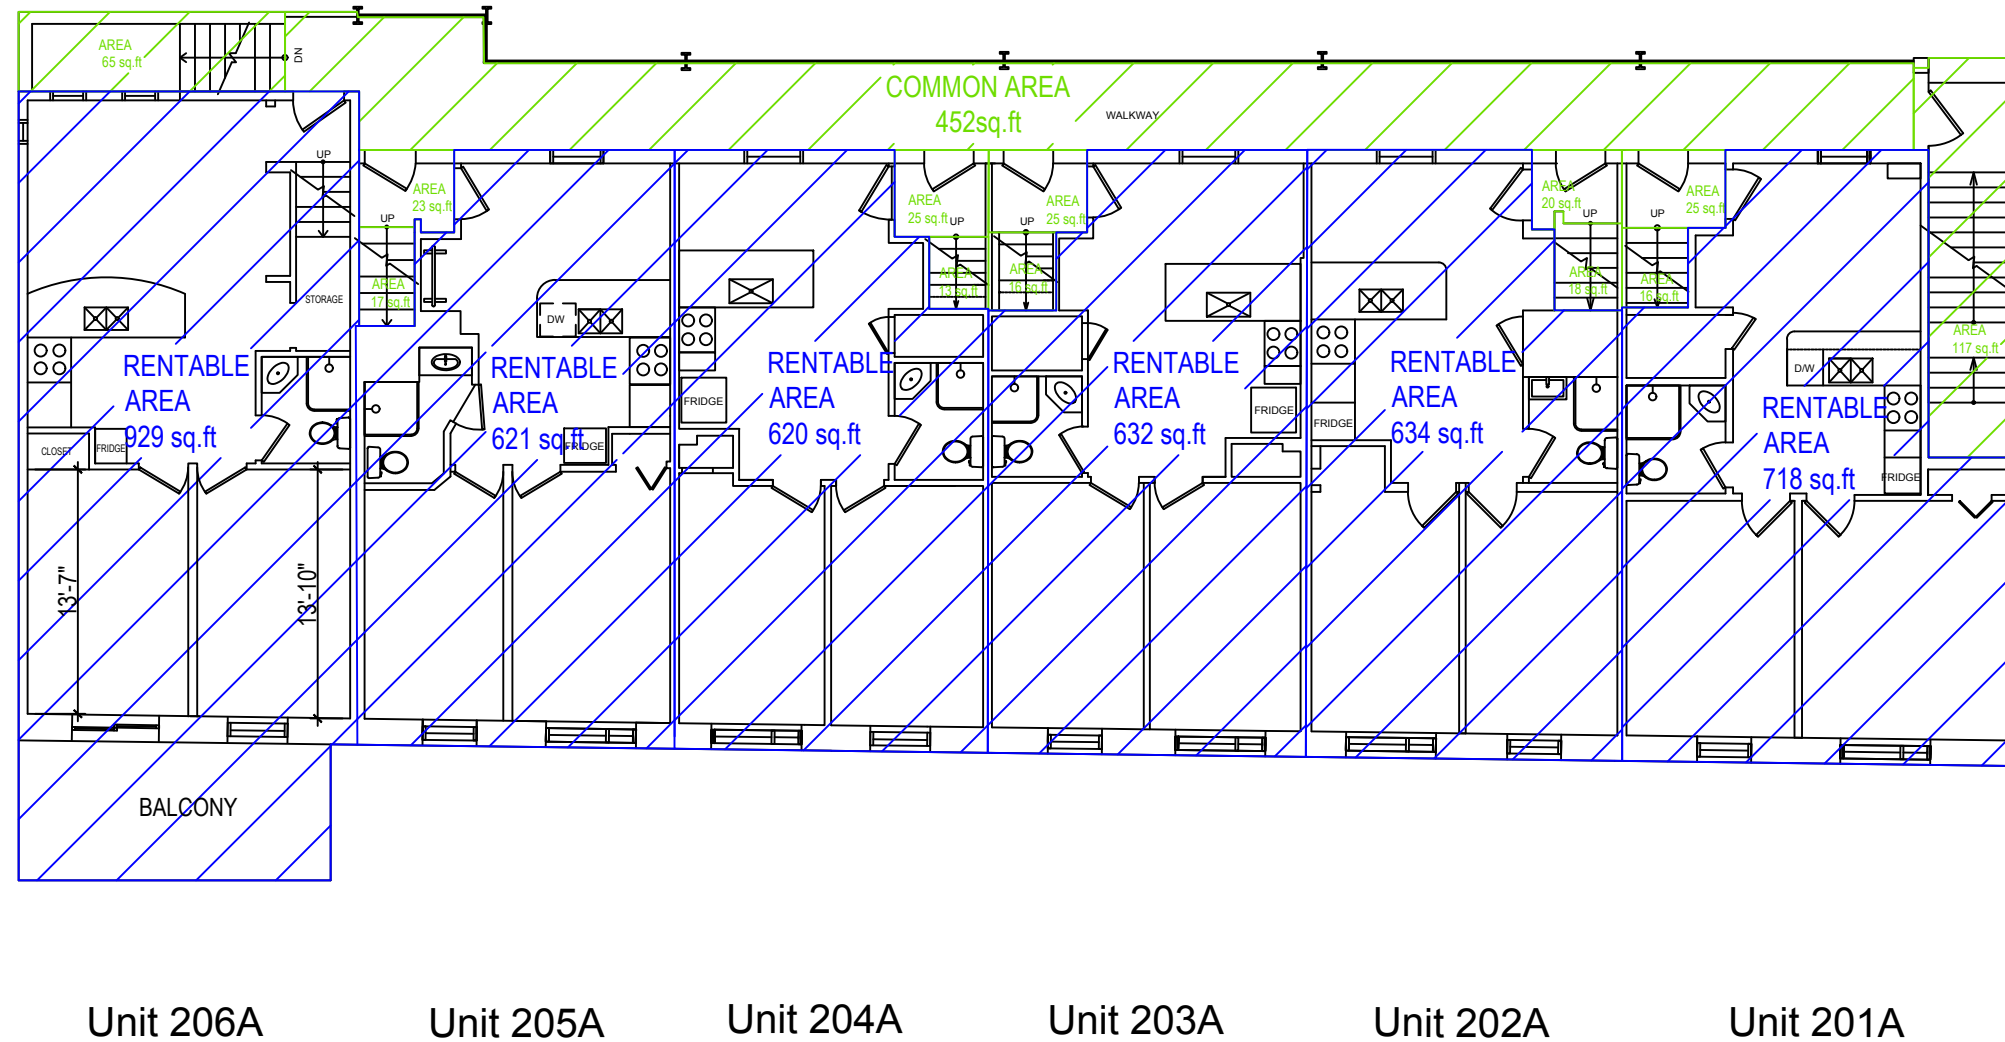 AREA
65 sq.ft
DN
COMMON AREA
452sq.ft
WALKWAY
UP
STORAGE
RENTABLE
AREA
929 sq.ft
CLOSET
FRIDGE
13'-7"
13'-10"
BALCONY
AREA
23 sq.ft
UP
AREA
17 sq.ft
DW
RENTABLE
AREA
621 sq.ft
FRIDGE
AREA
25 sq.ft
UP
AREA
13 sq.ft
RENTABLE
AREA
620 sq.ft
FRIDGE
AREA
25 sq.ft
UP
AREA
16 sq.ft
RENTABLE
AREA
632 sq.ft
FRIDGE
AREA
20 sq.ft
UP
AREA
18 sq.ft
RENTABLE
AREA
634 sq.ft
FRIDGE
AREA
25 sq.ft
UP
AREA
16 sq.ft
D/W
RENTABLE
AREA
718 sq.ft
FRIDGE
AREA
117 sq.ft
Unit 206A
Unit 205A
Unit 204A
Unit 203A
Unit 202A
Unit 201A